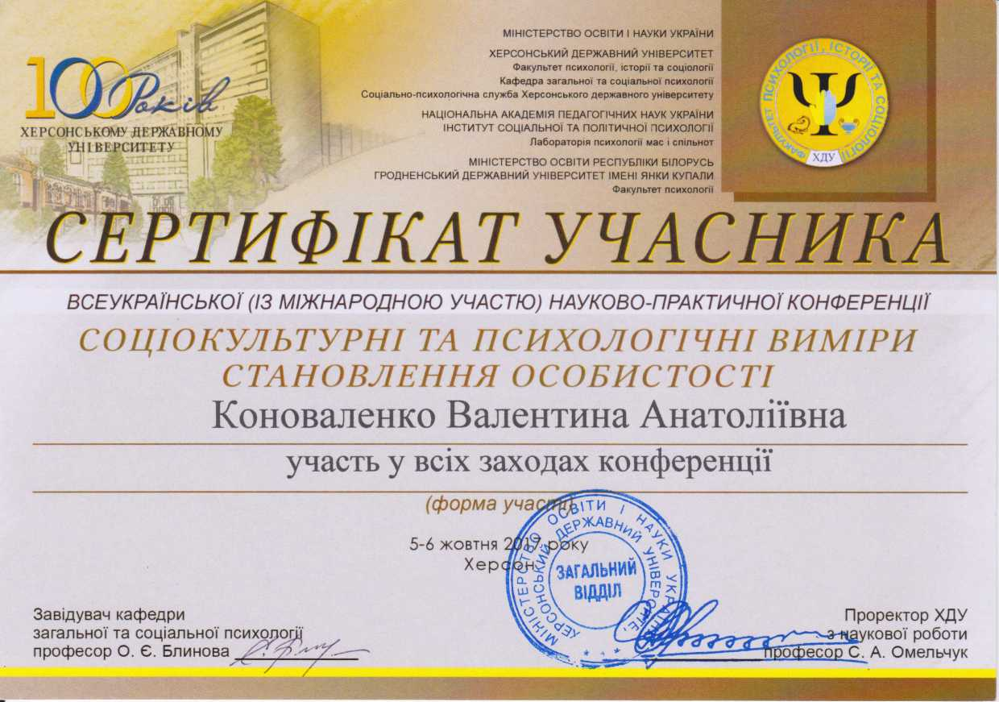 МІНІСТЕРСТВО ОСВІТИ І НАУКИ УКРАЇНИ
ХЕРСОНСЬКИЙ ДЕРЖАВНИЙ УНІВЕРСИТЕТ
Факультет психології, історії та соціології
Кафедра загальної та соціальної психології
Соціально-психологічна служба Херсонського державного університету
НАЦІОНАЛЬНА АКАДЕМІЯ ПЕДАГОГІЧНИХ НАУК УКРАЇНИ
ІНСТИТУТ СОЦІАЛЬНОЇ ТА ПОЛІТИЧНОЇ ПСИХОЛОГІЇ
Лабораторія психології мас і спільнот
МІНІСТЕРСТВО ОСВІТИ РЕСПУБЛІКИ БІЛОРУСЬ
ГРОДНЕНСЬКИЙ ДЕРЖАВНИЙ УНІВЕРСИТЕТ ІМЕНІ ЯНКИ КУПАЛИ
Факультет психології
100 Років
ХЕРСОНСЬКОМУ ДЕРЖАВНОМУ
УНІВЕРСИТЕТУ
ФАКУЛЬТЕТ ПСИХОЛОГІЇ, ІСТОРІЇ ТА СОЦІОЛОГІЇ
ХДУ
СЕРТИФІКАТ УЧАСНИКА
ВСЕУКРАЇНСЬКОЇ (ІЗ МІЖНАРОДНОЮ УЧАСТЮ) НАУКОВО-ПРАКТИЧНОЇ КОНФЕРЕНЦІЇ
СОЦІОКУЛЬТУРНІ ТА ПСИХОЛОГІЧНІ ВИМІРИ
СТАНОВЛЕННЯ ОСОБИСТОСТІ
Коноваленко Валентина Анатоліївна
участь у всіх заходах конференції
(форма участі)
5-6 жовтня 2017 року
Херсон
МІНІСТЕРСТВО ОСВІТИ І НАУКИ УКРАЇНИ
ХЕРСОНСЬКИЙ ДЕРЖАВНИЙ УНІВЕРСИТЕТ
ЗАГАЛЬНИЙ
ВІДДІЛ
Завідувач кафедри
загальної та соціальної психології
професор О. Є. Блинова
Проректор ХДУ
з наукової роботи
професор С. А. Омельчук